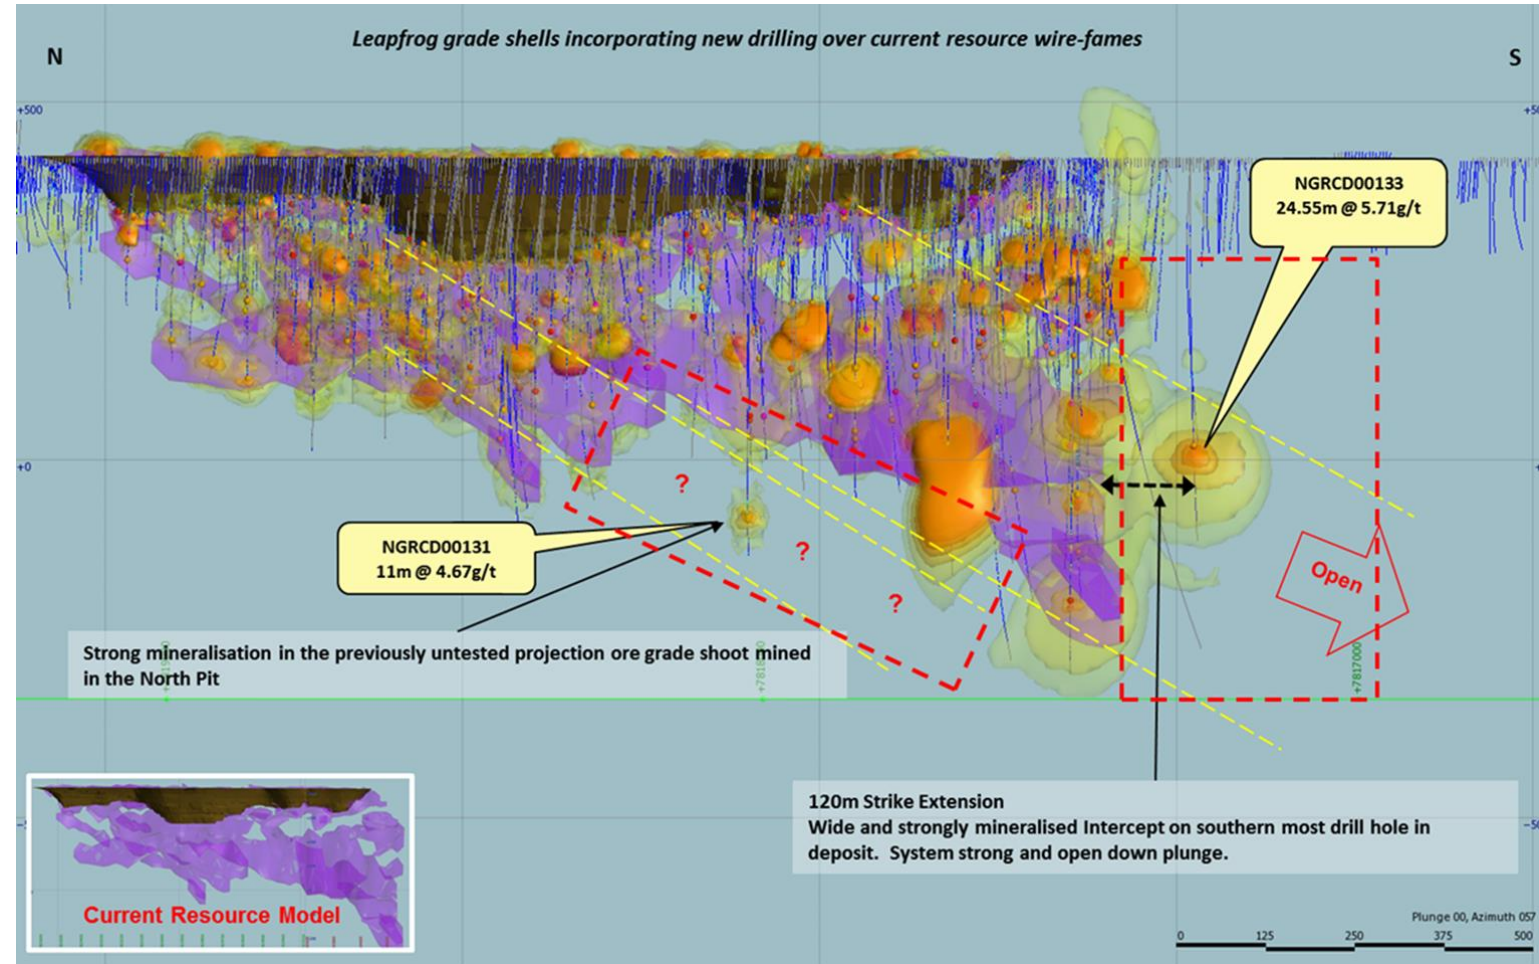 Leapfrog grade shells incorporating new drilling over current resource wire-fames
N
S
+500
NGRCD00133
24.55m @ 5.71g/t
+0
?
?
?
NGRCD00131
11m @ 4.67g/t
Open
Strong mineralisation in the previously untested projection ore grade shoot mined
in the North Pit
+7817000
120m Strike Extension
Wide and strongly mineralised Intercept on southern most drill hole in
deposit. System strong and open down plunge.
Current Resource Model
Plunge 00, Azimuth 057
0 125 250 375 500